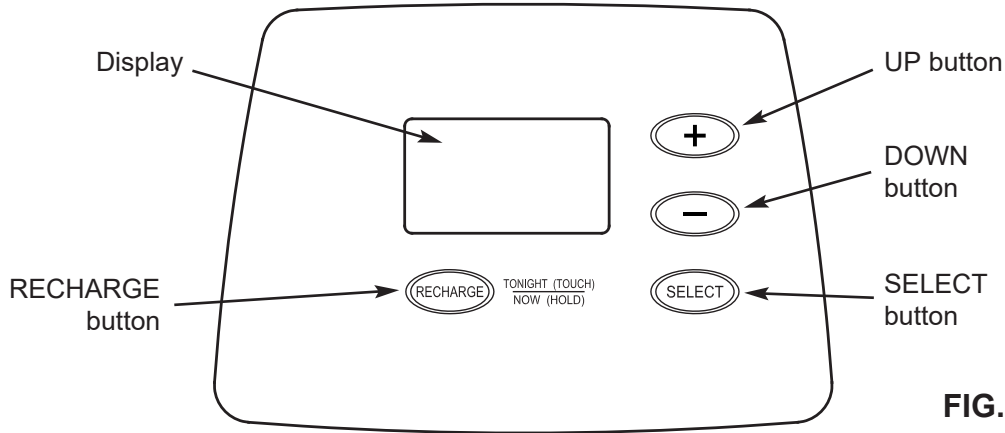 Display
UP button
+
DOWN
button
−
RECHARGE
button
RECHARGE
TONIGHT (TOUCH)
NOW (HOLD)
SELECT
SELECT
button
FIG.